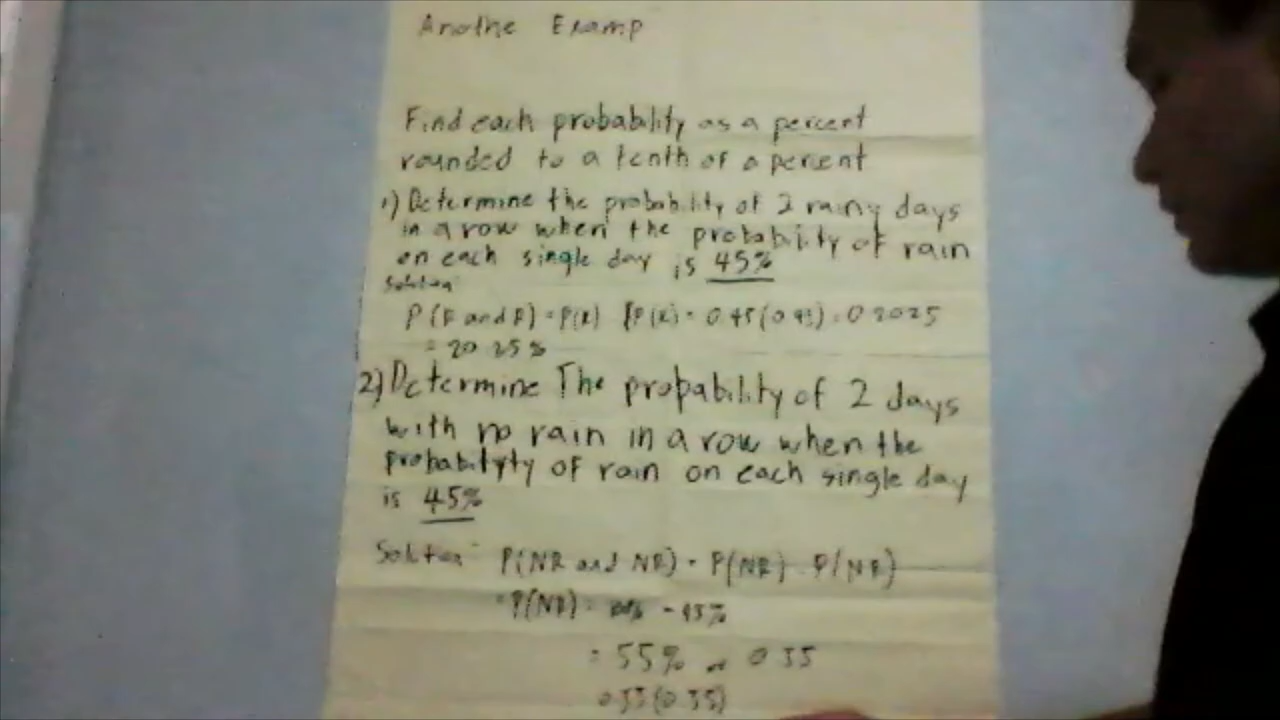 Anothe Examp
Find each probability as a percent
rounded to a tenth of a percent
1) Determine the probability of 2 rainy days
in a row when the probability of rain
on each single day is 45%
Solution
P(R and R) = P(R) P(R) = 0.45(0.45) = 0.2025
= 20.25%
2) Determine The probability of 2 days
with no rain in a row when the
probabilityty of rain on each single day
is 45%
Solution P(NR and NR) = P(NR) . P(NR)
= P(NR) = - 45%
= 55% or 0.55
0.55(0.55)